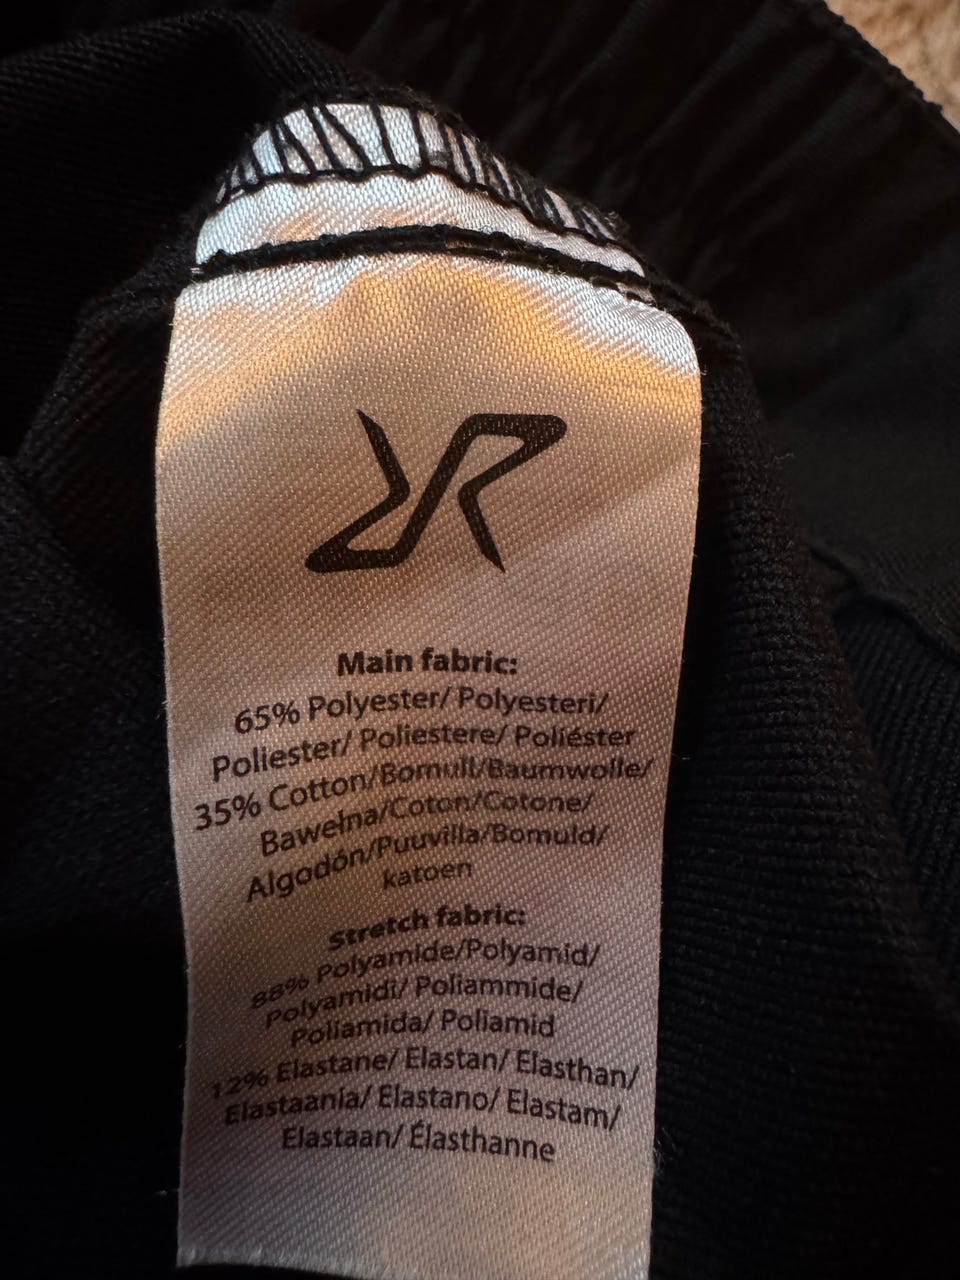 Main fabric:
65% Polyester/ Polyesteri/
Poliester/ Poliestere/ Poliéster
35% Cotton/Bomull/Baumwolle/
Bawełna/Coton/Cotone/
Algodón/Puuvilla/Bomuld/
katoen
Stretch fabric:
88% Polyamide/Polyamid/
Polyamidi/ Poliammide/
Poliamida/ Poliamid
12% Elastane/ Elastan/ Elasthan/
Elastaania/ Elastano/ Elastam/
Elastaan/ Élasthanne